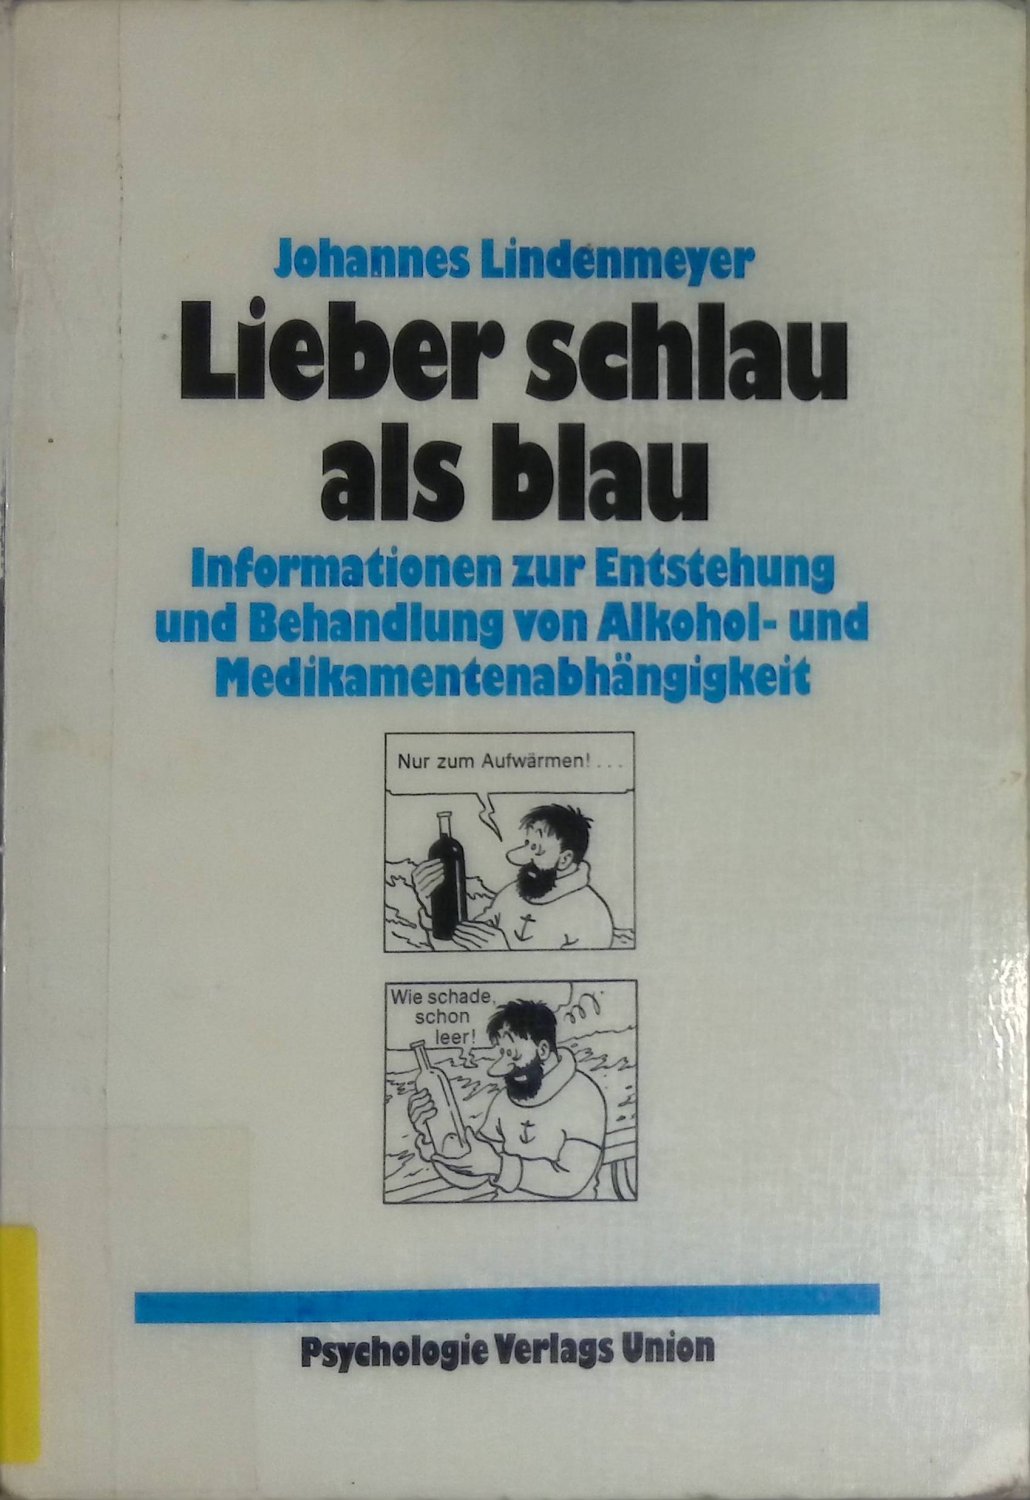 Johannes Lindenmeyer
Lieber schlau
als blau
Informationen zur Entstehung
und Behandlung von Alkohol- und
Medikamentenabhängigkeit
Nur zum Aufwärmen! . . .
Wie schade,
schon
leer!
Psychologie Verlags Union